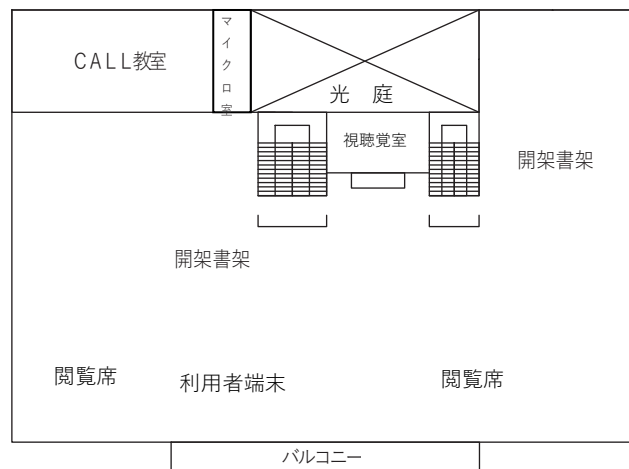 CALL教室
マイクロ室
光 庭
視聴覚室
開架書架
開架書架
閲覧席
利用者端末
閲覧席
バルコニー